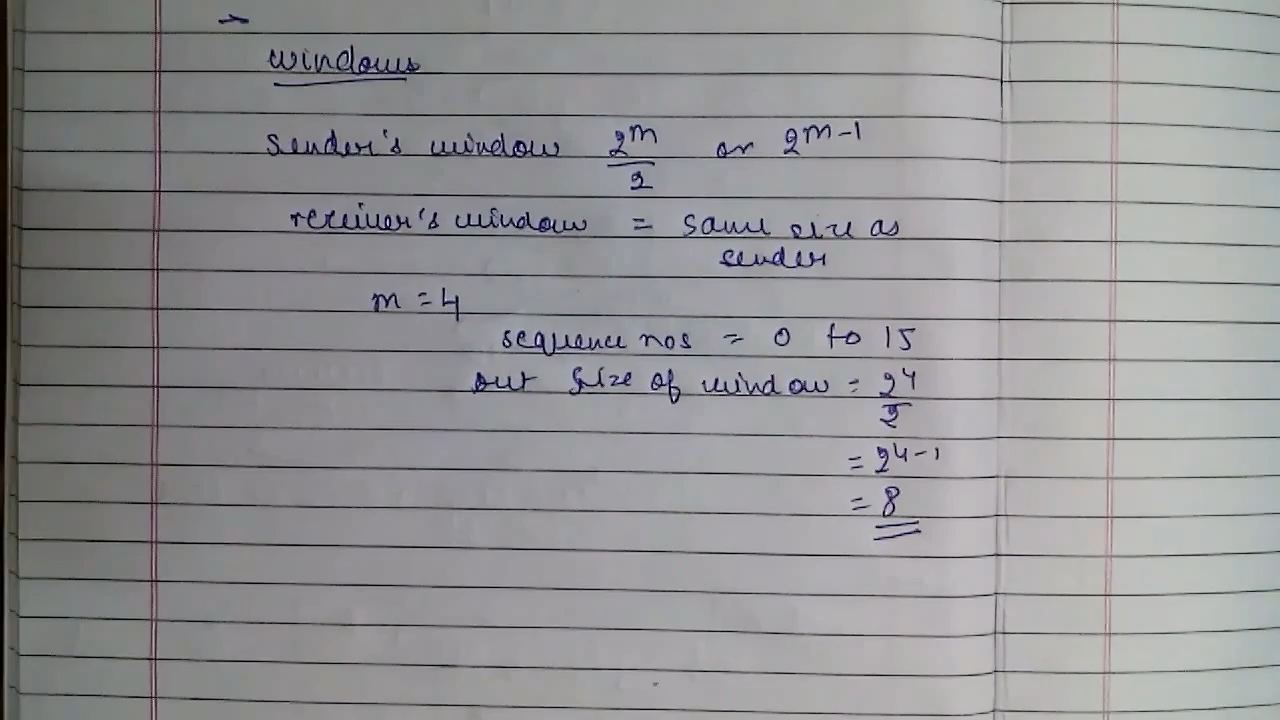 windows
sender's window 2^m/2 or 2^m-1
receiver's window = same size as
sender
m = 4
sequence nos = 0 to 15
but size of window = 2^4/2
= 2^4-1
= 8